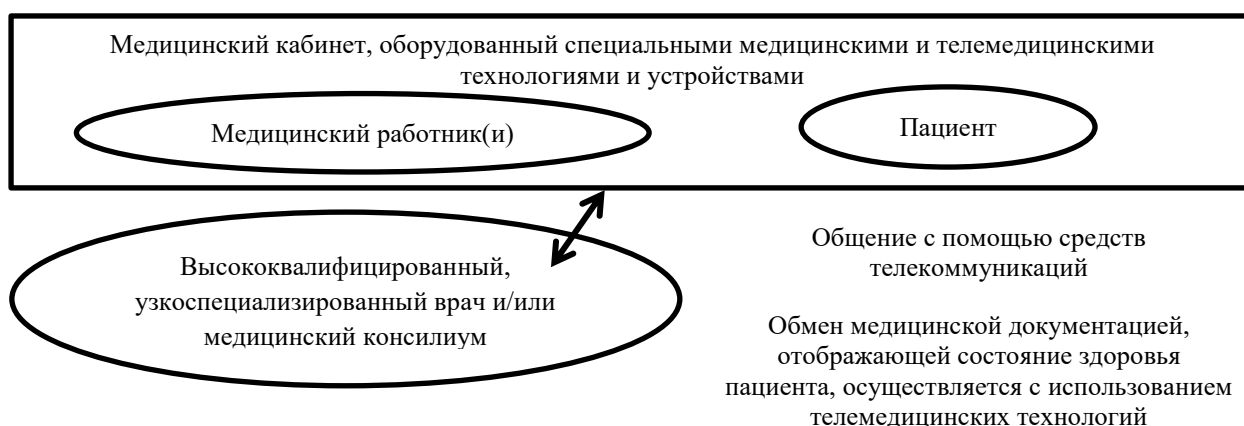 Медицинский кабинет, оборудованный специальными медицинскими и телемедицинскими
технологиями и устройствами
Медицинский работник(и)
Пациент
Высококвалифицированный,
узкоспециализированный врач и/или
медицинский консилиум
Общение с помощью средств
телекоммуникаций
Обмен медицинской документацией,
отображающей состояние здоровья
пациента, осуществляется с использованием
телемедицинских технологий